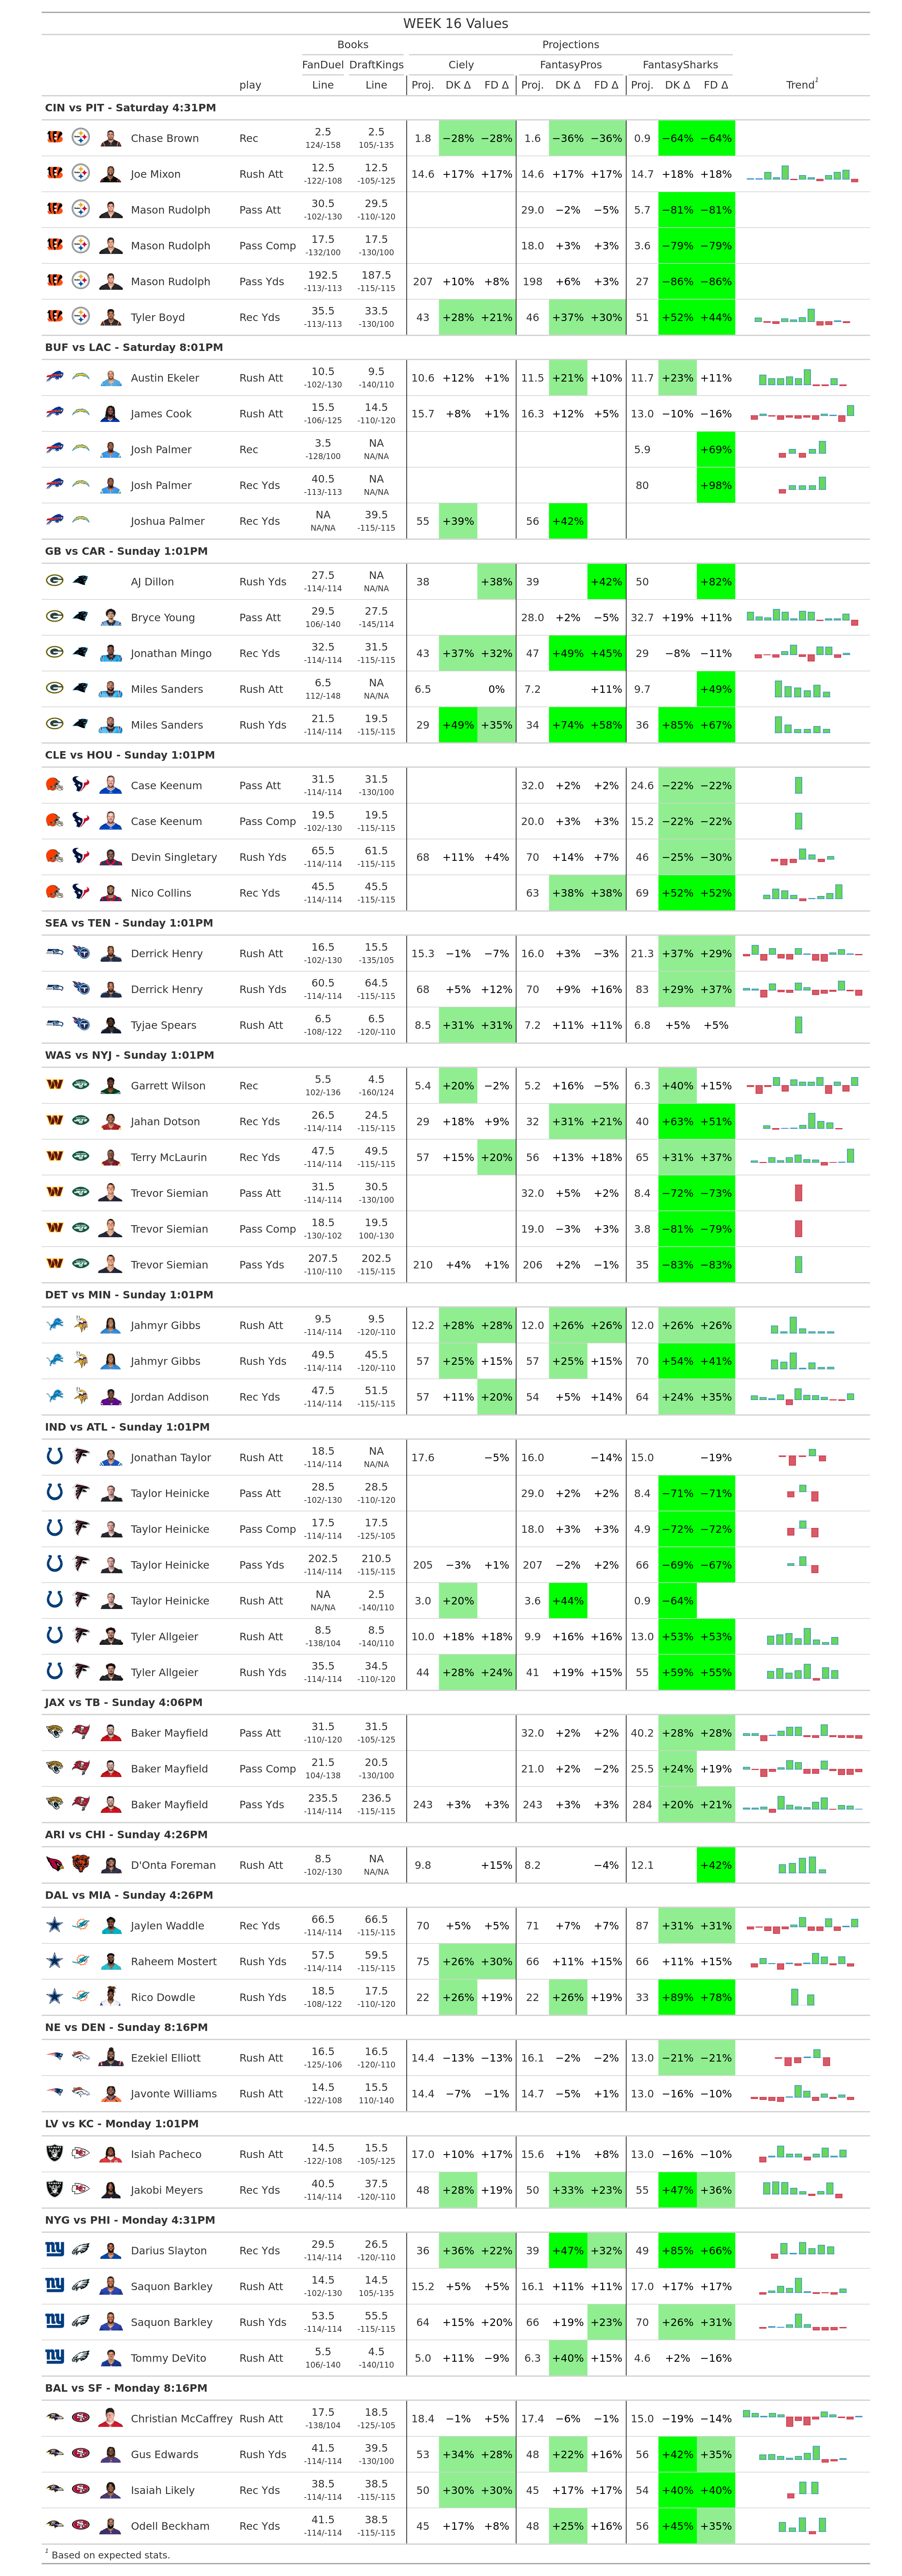 WEEK 16 Values
Books Projections
FanDuel DraftKings Ciely FantasyPros FantasySharks
play Line Line Proj. DK Δ FD Δ Proj. DK Δ FD Δ Proj. DK Δ FD Δ Trend1
CIN vs PIT - Saturday 4:31PM
Chase Brown Rec 2.5 2.5 1.8 −28% −28% 1.6 −36% −36% 0.9 −64% −64%
124/-158 105/-135
Joe Mixon Rush Att 12.5 12.5 14.6 +17% +17% 14.6 +17% +17% 14.7 +18% +18%
-122/-108 -105/-125
Mason Rudolph Pass Att 30.5 29.5 29.0 −2% −5% 5.7 −81% −81%
-102/-130 -110/-120
Mason Rudolph Pass Comp 17.5 17.5 18.0 +3% +3% 3.6 −79% −79%
-132/100 -130/100
Mason Rudolph Pass Yds 192.5 187.5 207 +10% +8% 198 +6% +3% 27 −86% −86%
-113/-113 -115/-115
Tyler Boyd Rec Yds 35.5 33.5 43 +28% +21% 46 +37% +30% 51 +52% +44%
-113/-113 -130/100
BUF vs LAC - Saturday 8:01PM
Austin Ekeler Rush Att 10.5 9.5 10.6 +12% +1% 11.5 +21% +10% 11.7 +23% +11%
-102/-130 -140/110
James Cook Rush Att 15.5 14.5 15.7 +8% +1% 16.3 +12% +5% 13.0 −10% −16%
-106/-125 -110/-120
Josh Palmer Rec 3.5 NA 5.9 +69%
-128/100 NA/NA
Josh Palmer Rec Yds 40.5 NA 80 +98%
-113/-113 NA/NA
Joshua Palmer Rec Yds NA 39.5 55 +39% 56 +42%
NA/NA -115/-115
GB vs CAR - Sunday 1:01PM
AJ Dillon Rush Yds 27.5 NA 38 +38% 39 +42% 50 +82%
-114/-114 NA/NA
Bryce Young Pass Att 29.5 27.5 28.0 +2% −5% 32.7 +19% +11%
106/-140 -145/114
Jonathan Mingo Rec Yds 32.5 31.5 43 +37% +32% 47 +49% +45% 29 −8% −11%
-114/-114 -115/-115
Miles Sanders Rush Att 6.5 NA 6.5 0% 7.2 +11% 9.7 +49%
112/-148 NA/NA
Miles Sanders Rush Yds 21.5 19.5 29 +49% +35% 34 +74% +58% 36 +85% +67%
-114/-114 -115/-115
CLE vs HOU - Sunday 1:01PM
Case Keenum Pass Att 31.5 31.5 32.0 +2% +2% 24.6 −22% −22%
-114/-114 -130/100
Case Keenum Pass Comp 19.5 19.5 20.0 +3% +3% 15.2 −22% −22%
-102/-130 -115/-115
Devin Singletary Rush Yds 65.5 61.5 68 +11% +4% 70 +14% +7% 46 −25% −30%
-114/-114 -115/-115
Nico Collins Rec Yds 45.5 45.5 63 +38% +38% 69 +52% +52%
-114/-114 -115/-115
SEA vs TEN - Sunday 1:01PM
Derrick Henry Rush Att 16.5 15.5 15.3 −1% −7% 16.0 +3% −3% 21.3 +37% +29%
-102/-130 -135/105
Derrick Henry Rush Yds 60.5 64.5 68 +5% +12% 70 +9% +16% 83 +29% +37%
-114/-114 -115/-115
Tyjae Spears Rush Att 6.5 6.5 8.5 +31% +31% 7.2 +11% +11% 6.8 +5% +5%
-108/-122 -120/-110
WAS vs NYJ - Sunday 1:01PM
Garrett Wilson Rec 5.5 4.5 5.4 +20% −2% 5.2 +16% −5% 6.3 +40% +15%
102/-136 -160/124
Jahan Dotson Rec Yds 26.5 24.5 29 +18% +9% 32 +31% +21% 40 +63% +51%
-114/-114 -115/-115
Terry McLaurin Rec Yds 47.5 49.5 57 +15% +20% 56 +13% +18% 65 +31% +37%
-114/-114 -115/-115
Trevor Siemian Pass Att 31.5 30.5 32.0 +5% +2% 8.4 −72% −73%
-114/-114 -130/100
Trevor Siemian Pass Comp 18.5 19.5 19.0 −3% +3% 3.8 −81% −79%
-130/-102 100/-130
Trevor Siemian Pass Yds 207.5 202.5 210 +4% +1% 206 +2% −1% 35 −83% −83%
-110/-110 -115/-115
DET vs MIN - Sunday 1:01PM
Jahmyr Gibbs Rush Att 9.5 9.5 12.2 +28% +28% 12.0 +26% +26% 12.0 +26% +26%
-114/-114 -120/-110
Jahmyr Gibbs Rush Yds 49.5 45.5 57 +25% +15% 57 +25% +15% 70 +54% +41%
-114/-114 -120/-110
Jordan Addison Rec Yds 47.5 51.5 57 +11% +20% 54 +5% +14% 64 +24% +35%
-114/-114 -115/-115
IND vs ATL - Sunday 1:01PM
Jonathan Taylor Rush Att 18.5 NA 17.6 −5% 16.0 −14% 15.0 −19%
-114/-114 NA/NA
Taylor Heinicke Pass Att 28.5 28.5 29.0 +2% +2% 8.4 −71% −71%
-102/-130 -110/-120
Taylor Heinicke Pass Comp 17.5 17.5 18.0 +3% +3% 4.9 −72% −72%
-114/-114 -125/-105
Taylor Heinicke Pass Yds 202.5 210.5 205 −3% +1% 207 −2% +2% 66 −69% −67%
-114/-114 -115/-115
Taylor Heinicke Rush Att NA 2.5 3.0 +20% 3.6 +44% 0.9 −64%
NA/NA -140/110
Tyler Allgeier Rush Att 8.5 8.5 10.0 +18% +18% 9.9 +16% +16% 13.0 +53% +53%
-138/104 -140/110
Tyler Allgeier Rush Yds 35.5 34.5 44 +28% +24% 41 +19% +15% 55 +59% +55%
-114/-114 -110/-120
JAX vs TB - Sunday 4:06PM
Baker Mayfield Pass Att 31.5 31.5 32.0 +2% +2% 40.2 +28% +28%
-110/-120 -105/-125
Baker Mayfield Pass Comp 21.5 20.5 21.0 +2% −2% 25.5 +24% +19%
104/-138 -130/100
Baker Mayfield Pass Yds 235.5 236.5 243 +3% +3% 243 +3% +3% 284 +20% +21%
-114/-114 -115/-115
ARI vs CHI - Sunday 4:26PM
D'Onta Foreman Rush Att 8.5 NA 9.8 +15% 8.2 −4% 12.1 +42%
-102/-130 NA/NA
DAL vs MIA - Sunday 4:26PM
Jaylen Waddle Rec Yds 66.5 66.5 70 +5% +5% 71 +7% +7% 87 +31% +31%
-114/-114 -115/-115
Raheem Mostert Rush Yds 57.5 59.5 75 +26% +30% 66 +11% +15% 66 +11% +15%
-114/-114 -115/-115
Rico Dowdle Rush Yds 18.5 17.5 22 +26% +19% 22 +26% +19% 33 +89% +78%
-108/-122 -110/-120
NE vs DEN - Sunday 8:16PM
Ezekiel Elliott Rush Att 16.5 16.5 14.4 −13% −13% 16.1 −2% −2% 13.0 −21% −21%
-125/-106 -120/-110
Javonte Williams Rush Att 14.5 15.5 14.4 −7% −1% 14.7 −5% +1% 13.0 −16% −10%
-122/-108 110/-140
LV vs KC - Monday 1:01PM
Isiah Pacheco Rush Att 14.5 15.5 17.0 +10% +17% 15.6 +1% +8% 13.0 −16% −10%
-122/-108 -105/-125
Jakobi Meyers Rec Yds 40.5 37.5 48 +28% +19% 50 +33% +23% 55 +47% +36%
-114/-114 -120/-110
NYG vs PHI - Monday 4:31PM
Darius Slayton Rec Yds 29.5 26.5 36 +36% +22% 39 +47% +32% 49 +85% +66%
-114/-114 -120/-110
Saquon Barkley Rush Att 14.5 14.5 15.2 +5% +5% 16.1 +11% +11% 17.0 +17% +17%
-102/-130 105/-135
Saquon Barkley Rush Yds 53.5 55.5 64 +15% +20% 66 +19% +23% 70 +26% +31%
-114/-114 -115/-115
Tommy DeVito Rush Att 5.5 4.5 5.0 +11% −9% 6.3 +40% +15% 4.6 +2% −16%
106/-140 -140/110
BAL vs SF - Monday 8:16PM
Christian McCaffrey Rush Att 17.5 18.5 18.4 −1% +5% 17.4 −6% −1% 15.0 −19% −14%
-138/104 -125/-105
Gus Edwards Rush Yds 41.5 39.5 53 +34% +28% 48 +22% +16% 56 +42% +35%
-114/-114 -130/100
Isaiah Likely Rec Yds 38.5 38.5 50 +30% +30% 45 +17% +17% 54 +40% +40%
-114/-114 -115/-115
Odell Beckham Rec Yds 41.5 38.5 45 +17% +8% 48 +25% +16% 56 +45% +35%
-114/-114 -115/-115
1 Based on expected stats.